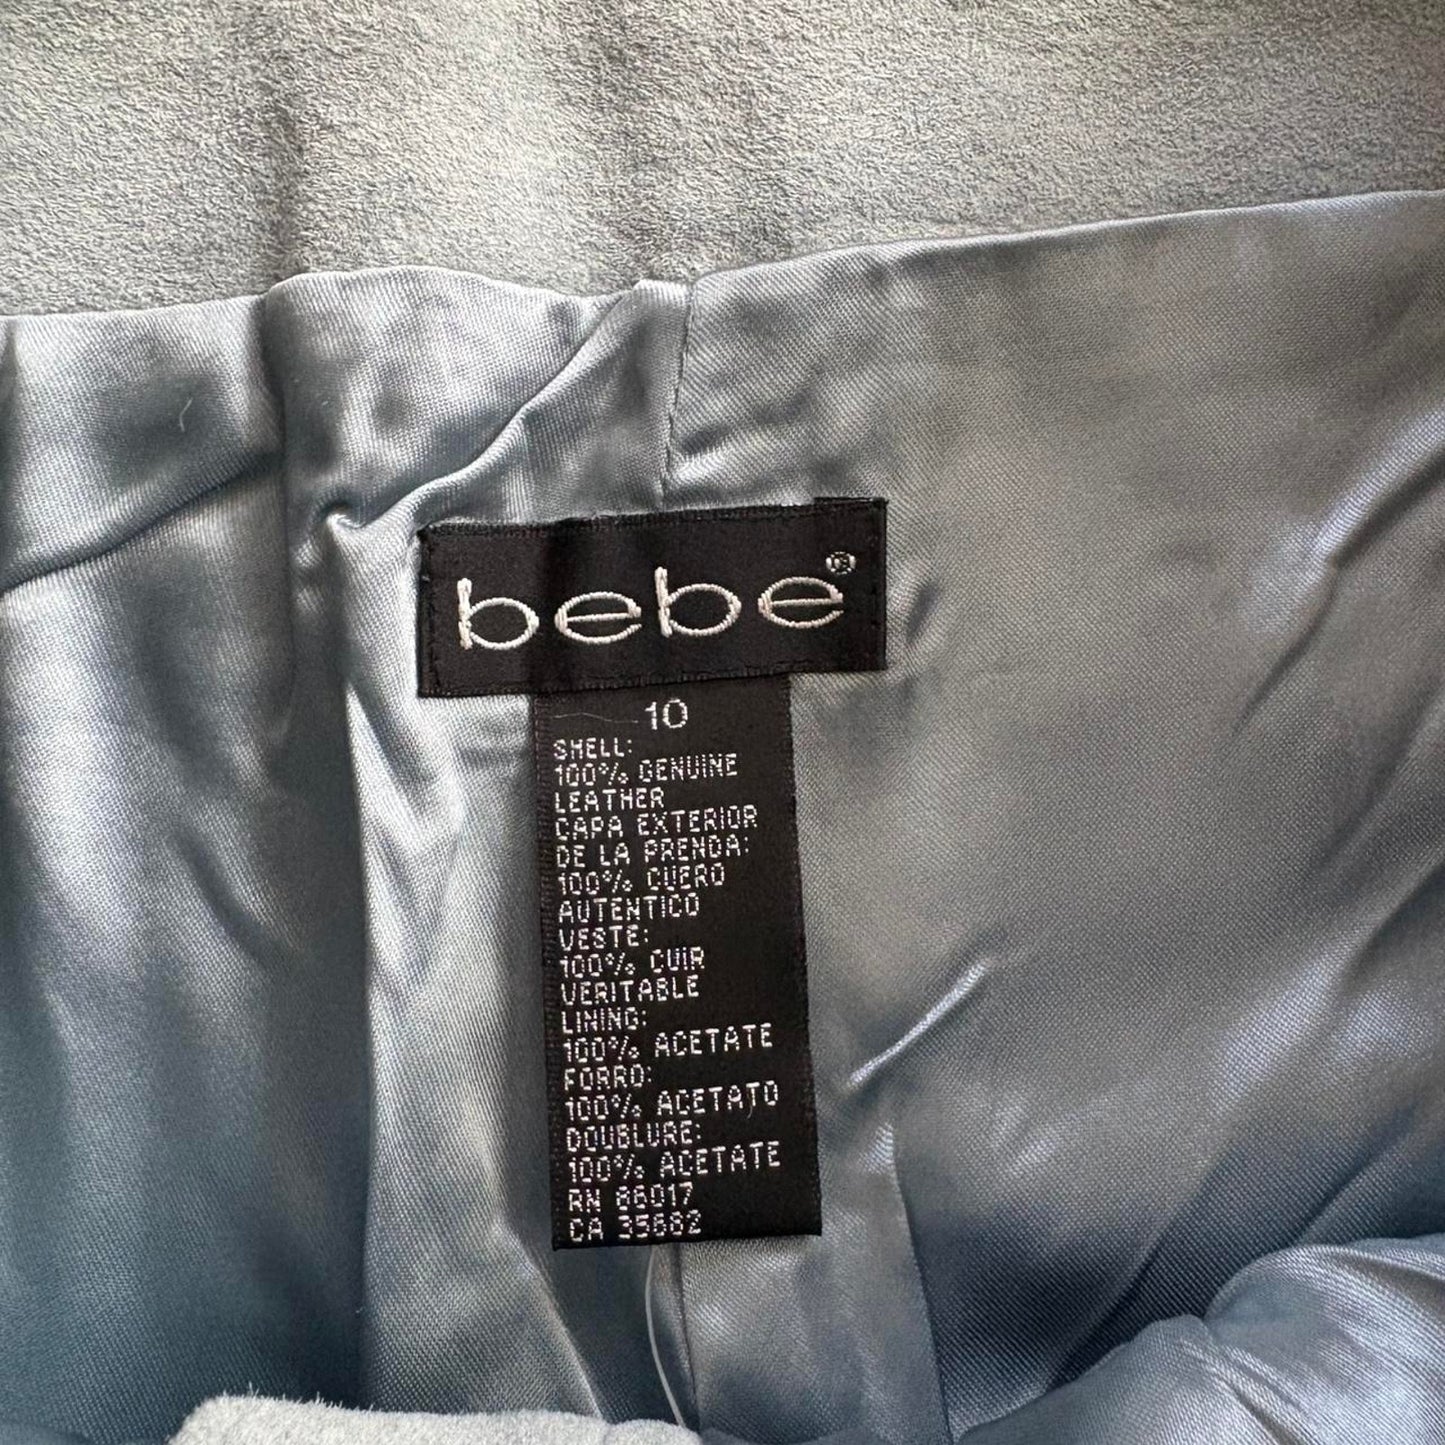 bebe®
10
SHELL:
100% GENUINE
LEATHER
CAPA EXTERIOR
DE LA PRENDA:
100% CUERO
AUTENTICO
VESTE:
100% CUIR
VERITABLE
LINING:
100% ACETATE
FORRO:
100% ACETATO
DOUBLURE:
100% ACETATE
RN 66017
CA 35682